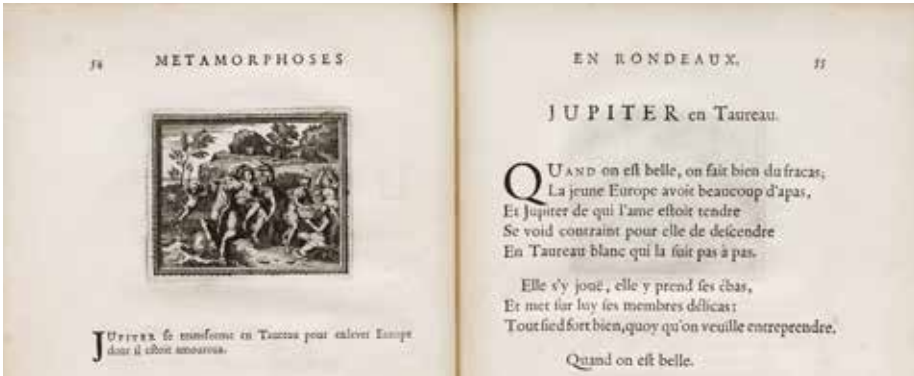 54 METAMORPHOSES
JUPITER se transforme en Taureau pour enlever Europe
dont il estoit amoureux.
EN RONDEAUX. 55
JUPITER en Taureau.
QUAND on est belle, on fait bien du fracas;
La jeune Europe avoit beaucoup d'apas,
Et Jupiter de qui l'ame estoit tendre
Se void contraint pour elle de descendre
En Taureau blanc qui la suit pas à pas.
Elle s'y jouë, elle y prend ses ébas,
Et met sur luy ses membres délicas:
Tout sied fort bien, quoy qu'on veuille entreprendre,
Quand on est belle.